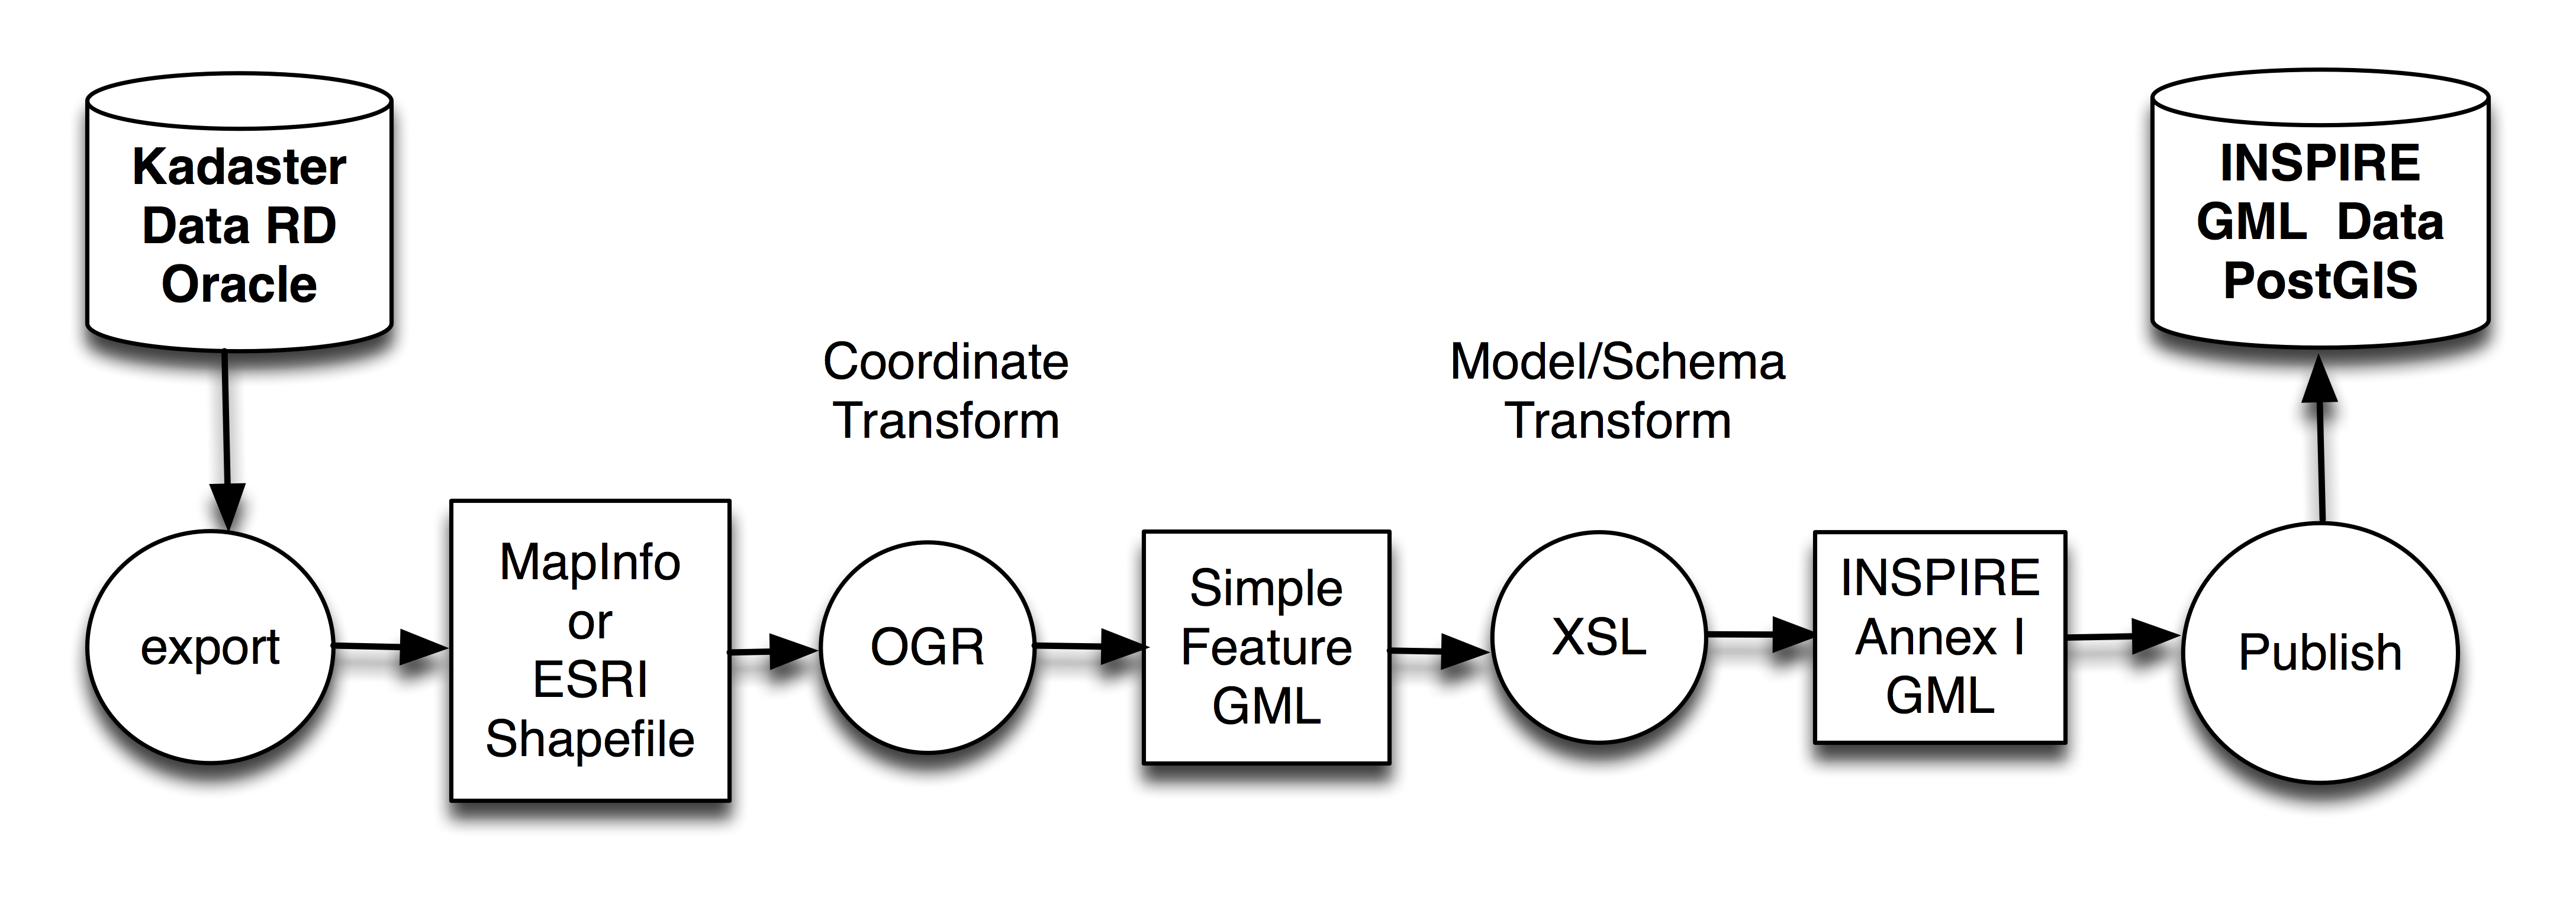 Kadaster
Data RD
Oracle
INSPIRE
GML  Data
PostGIS
Coordinate
Transform
Model/Schema
Transform
export
MapInfo
or
ESRI
Shapefile
OGR
Simple
Feature
GML
XSL
INSPIRE
Annex I
GML
Publish